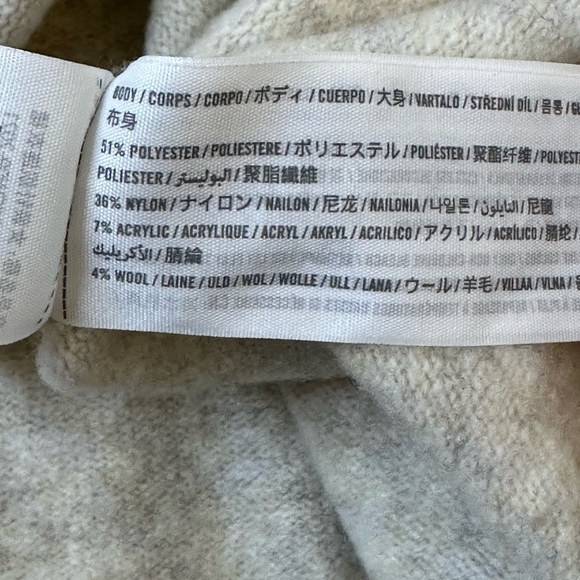 BODY / CORPS / CORPO / ボディ / CUERPO / 大身 / VARTALO / STŘEDNÍ DÍL / 몸통 /
布身
51% POLYESTER / POLIESTERE / ポリエステル / POLIÉSTER / 聚酯纤维 / POLYEST
POLIESTER / البوليستر / 聚脂纖維
36% NYLON / ナイロン / NAILON / 尼龙 / NAILONIA / 나일론 / النايلون / 尼龍
7% ACRYLIC / ACRYLIQUE / ACRYL / AKRYL / ACRILICO / アクリル / ACRÍLICO / 腈纶 /
الأكريليك / 腈綸
4% WOOL / LAINE / ULD / WOL / WOLLE / ULL / LANA / ウール / 羊毛 / VILLAA / VLNA /